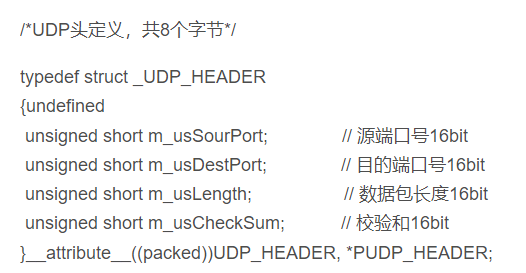 /*UDP头定义，共8个字节*/
typedef struct _UDP_HEADER
{undefined
unsigned short m_usSourPort; // 源端口号16bit
unsigned short m_usDestPort; // 目的端口号16bit
unsigned short m_usLength; // 数据包长度16bit
unsigned short m_usCheckSum; // 校验和16bit
}__attribute__((packed))UDP_HEADER, *PUDP_HEADER;